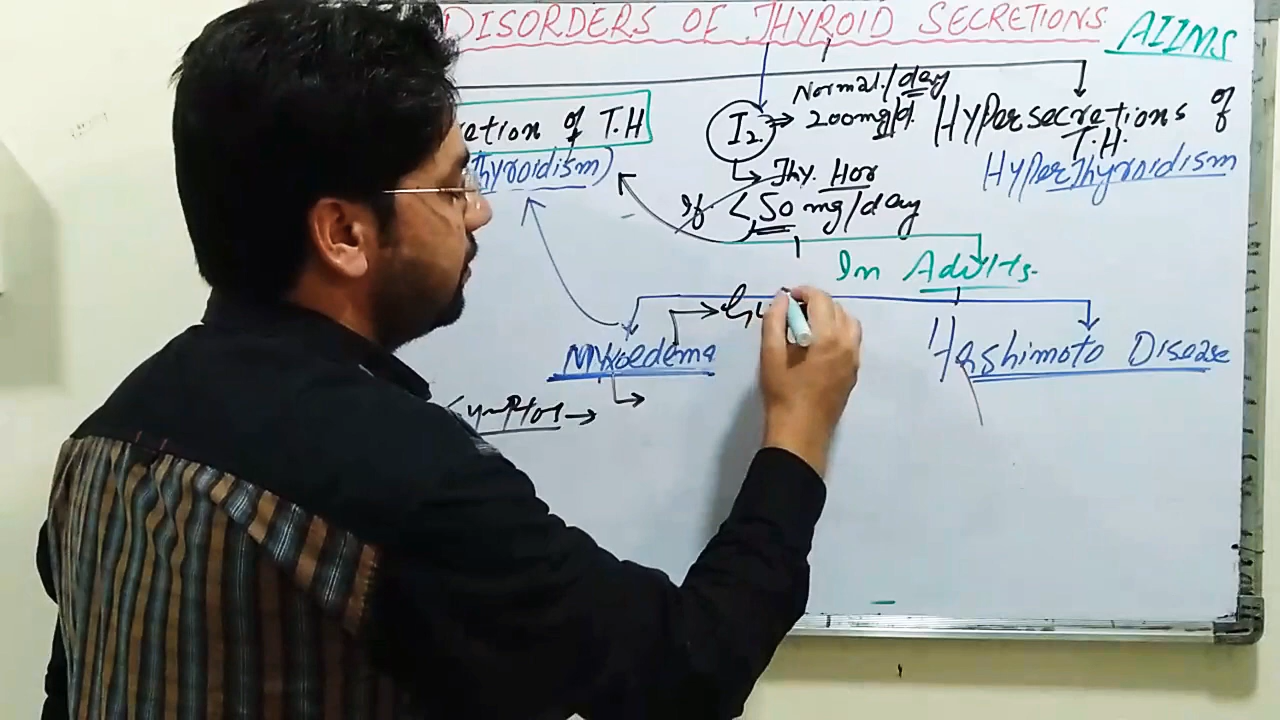 DISORDERS OF THYROID SECRETIONS
AIIMS
etion of T.H
Thyroidism)
Normal/day
I2 → 200mg/d.
Thy. Hor
If < 50 mg/day
Hypersecretions of
T.H.
HyperThyroidism
In Adults.
Myxoedema
Hashimoto Disease